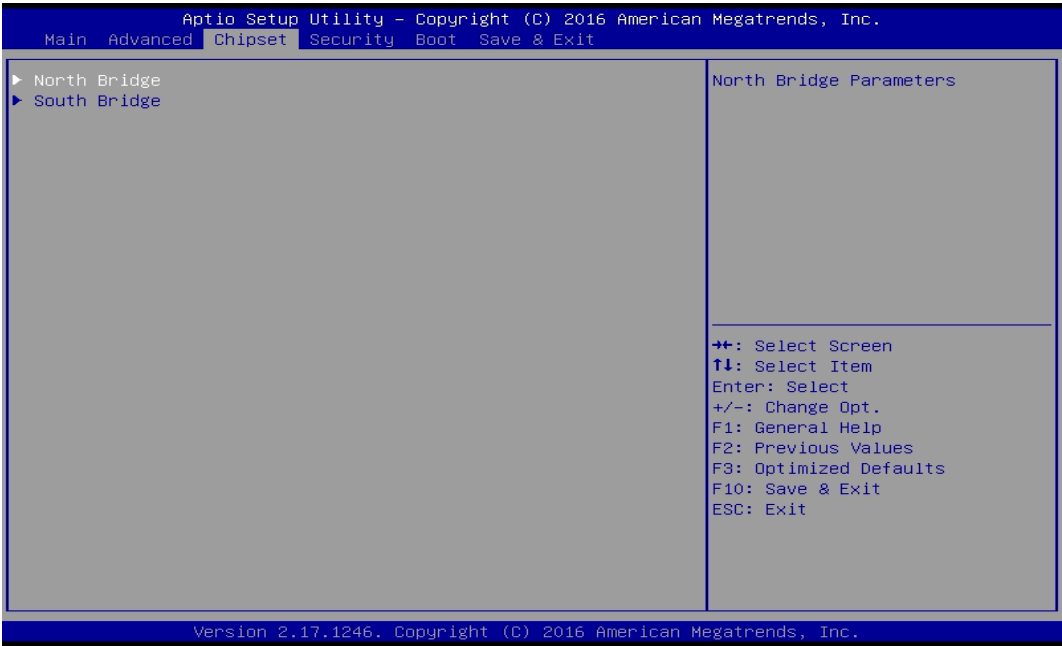 Aptio Setup Utility – Copyright (C) 2016 American Megatrends, Inc.
Main Advanced Chipset Security Boot Save & Exit
▶ North Bridge
▶ South Bridge
North Bridge Parameters
→←: Select Screen
↑↓: Select Item
Enter: Select
+/-: Change Opt.
F1: General Help
F2: Previous Values
F3: Optimized Defaults
F10: Save & Exit
ESC: Exit
Version 2.17.1246. Copyright (C) 2016 American Megatrends, Inc.